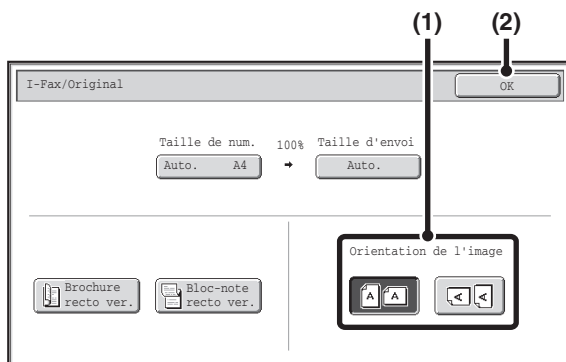 (1) (2)
I-Fax/Original OK
Taille de num. 100% Taille d'envoi
Auto. A4 → Auto.
Orientation de l'image
Brochure
recto ver.
Bloc-note
recto ver.
A A A A